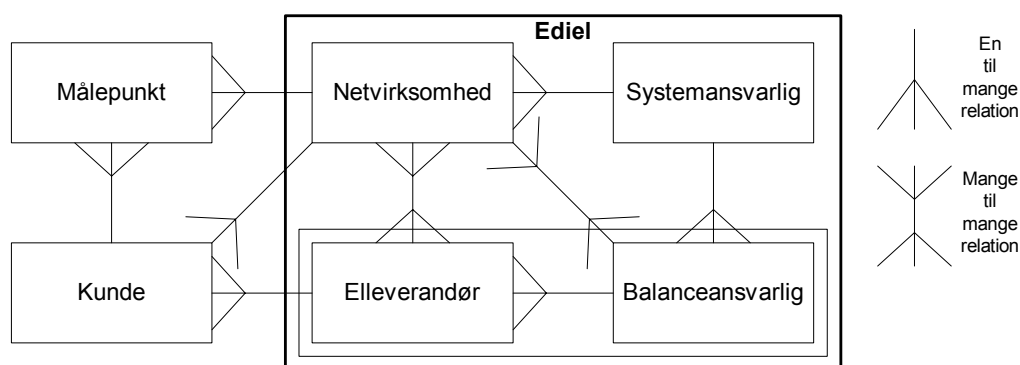 Ediel
Målepunkt
Netvirksomhed
Systemansvarlig
En
til
mange
relation
Mange
til
mange
relation
Kunde
Elleverandør
Balanceansvarlig